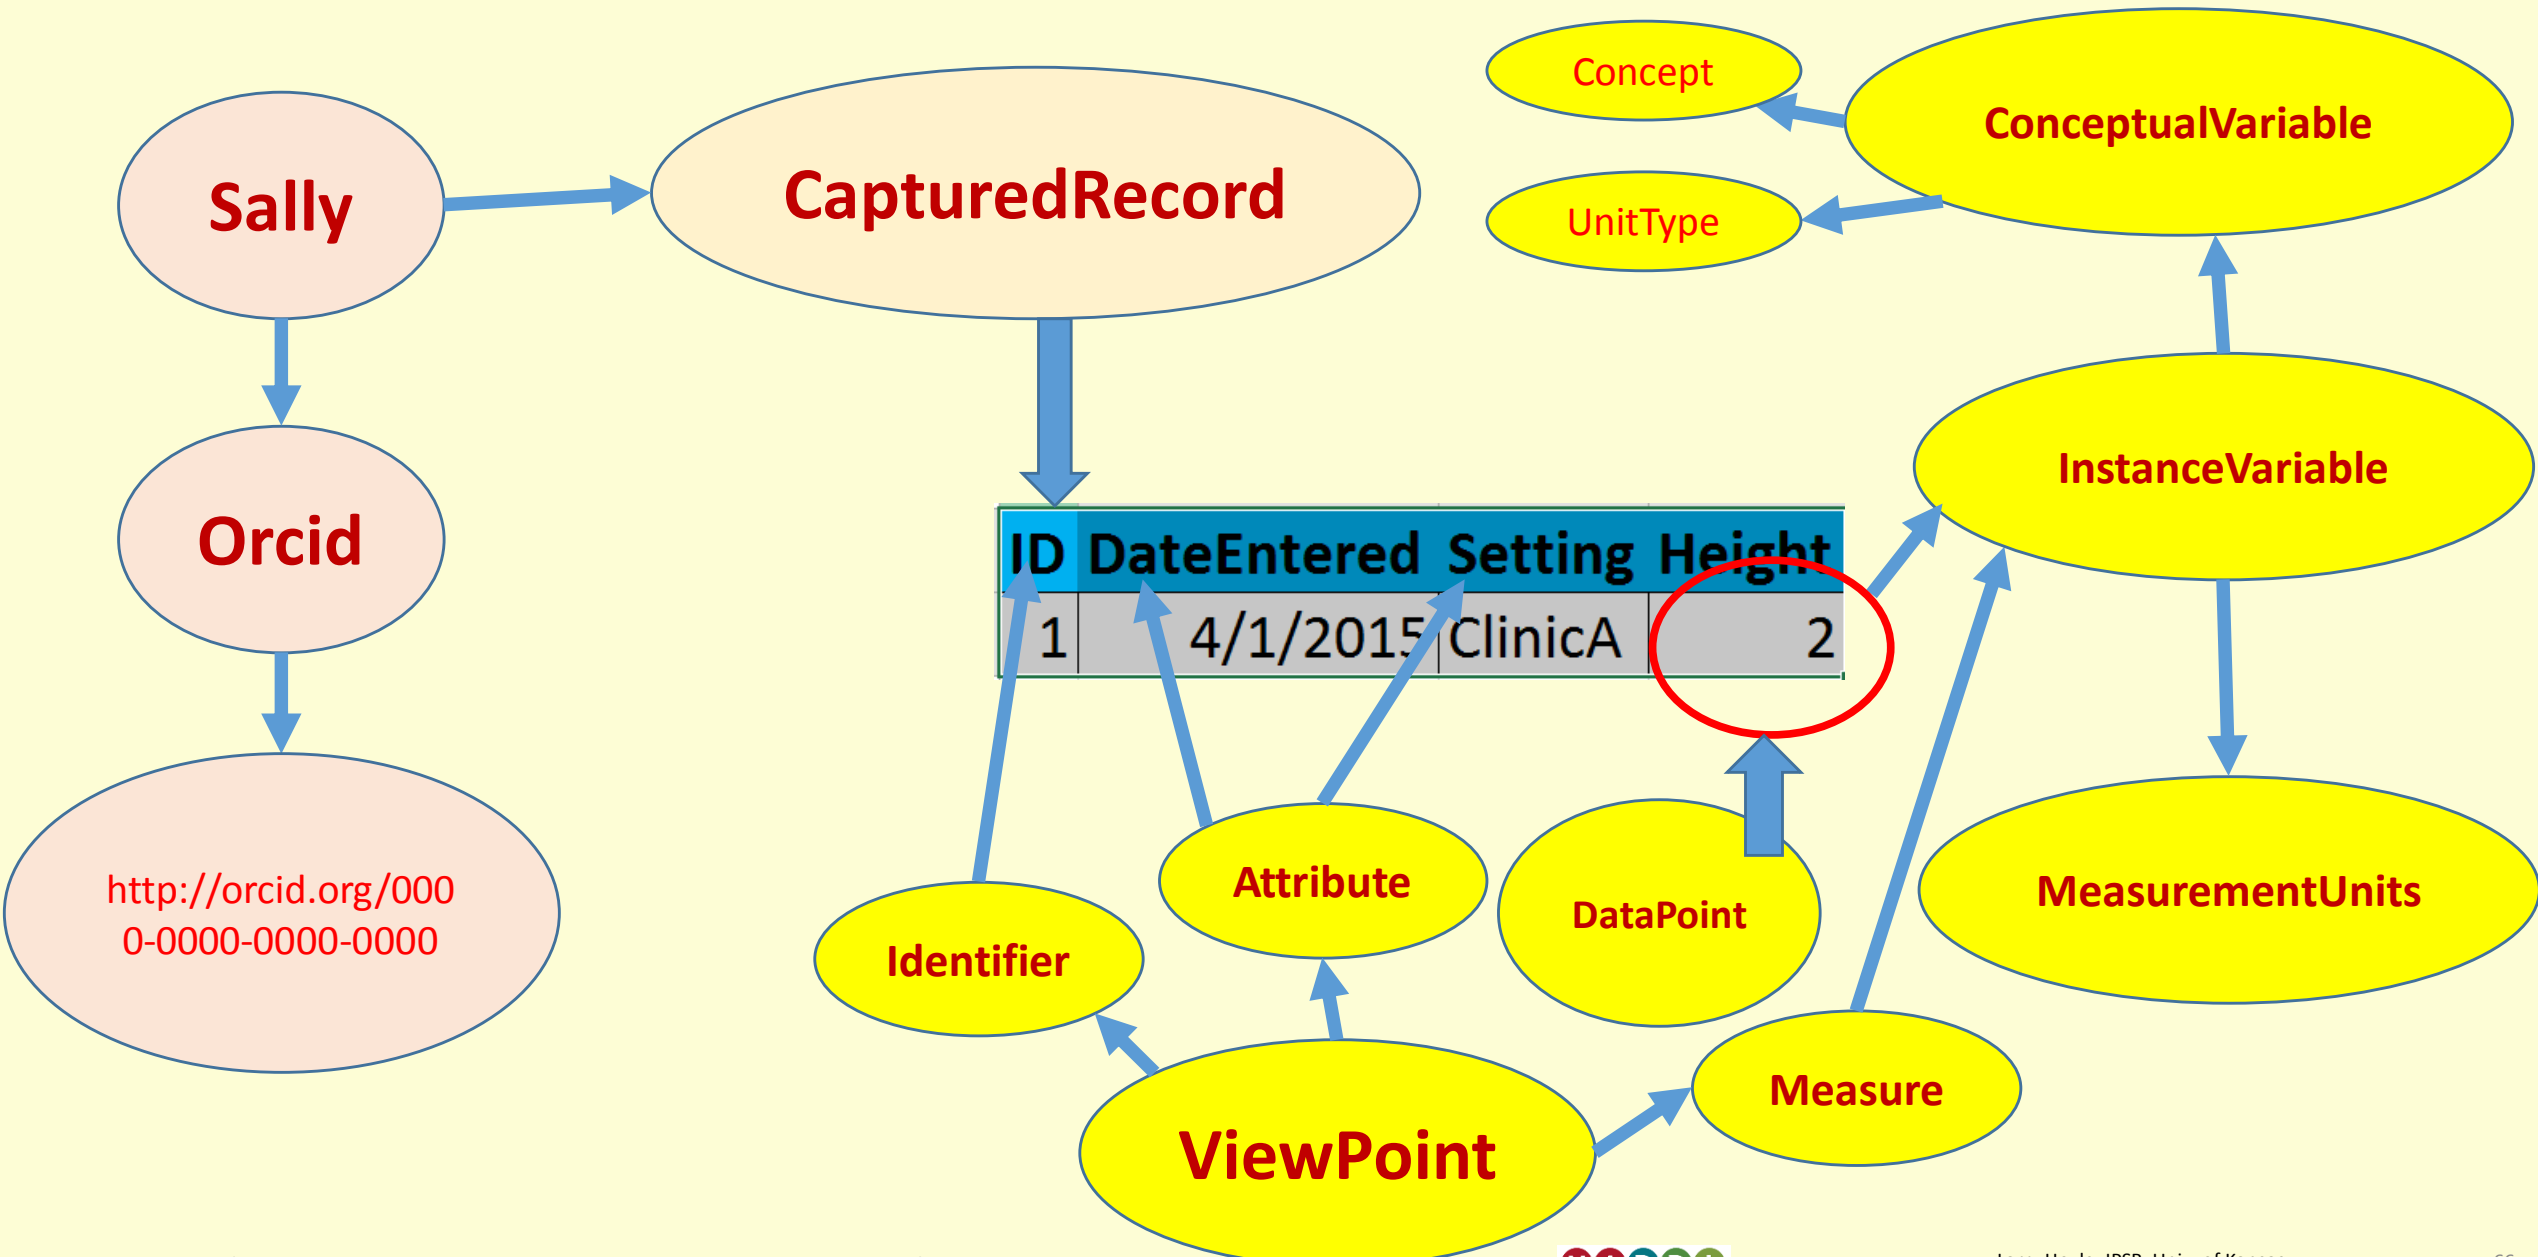 Concept
ConceptualVariable
Sally
CapturedRecord
UnitType
InstanceVariable
Orcid
ID DateEntered Setting Height
1 4/1/2015 ClinicA 2
http://orcid.org/000
0-0000-0000-0000
Attribute
DataPoint
MeasurementUnits
Identifier
Measure
ViewPoint